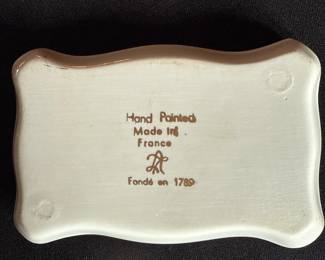 Hand Painted
Made in
France
Fondé en 1789